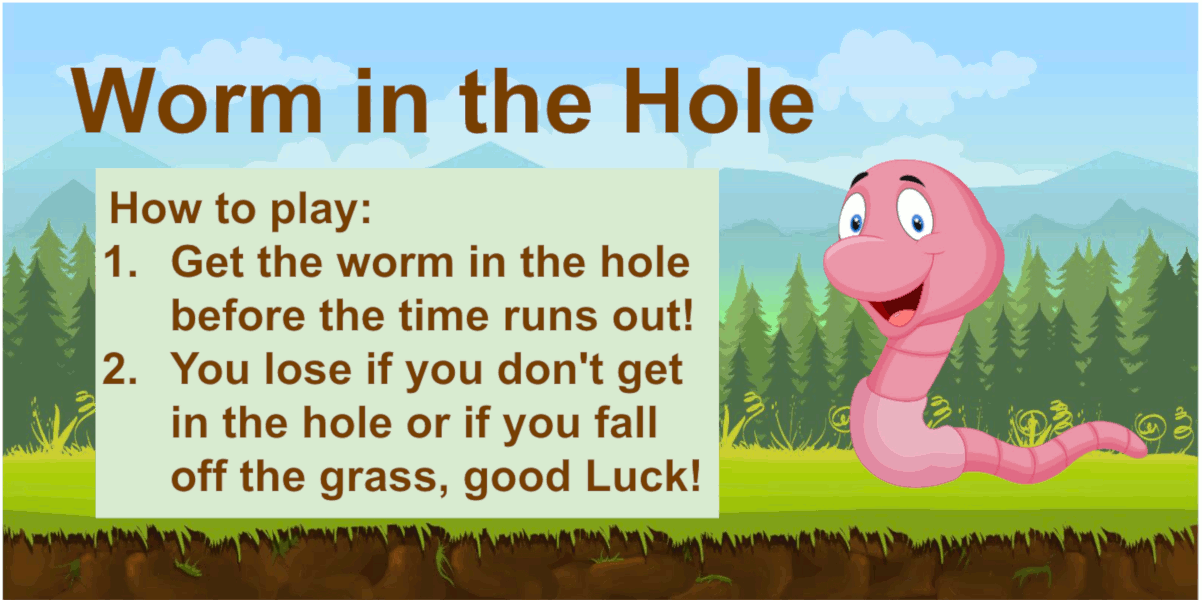 Worm in the Hole
How to play:
1. Get the worm in the hole
before the time runs out!
2. You lose if you don't get
in the hole or if you fall
off the grass, good Luck!